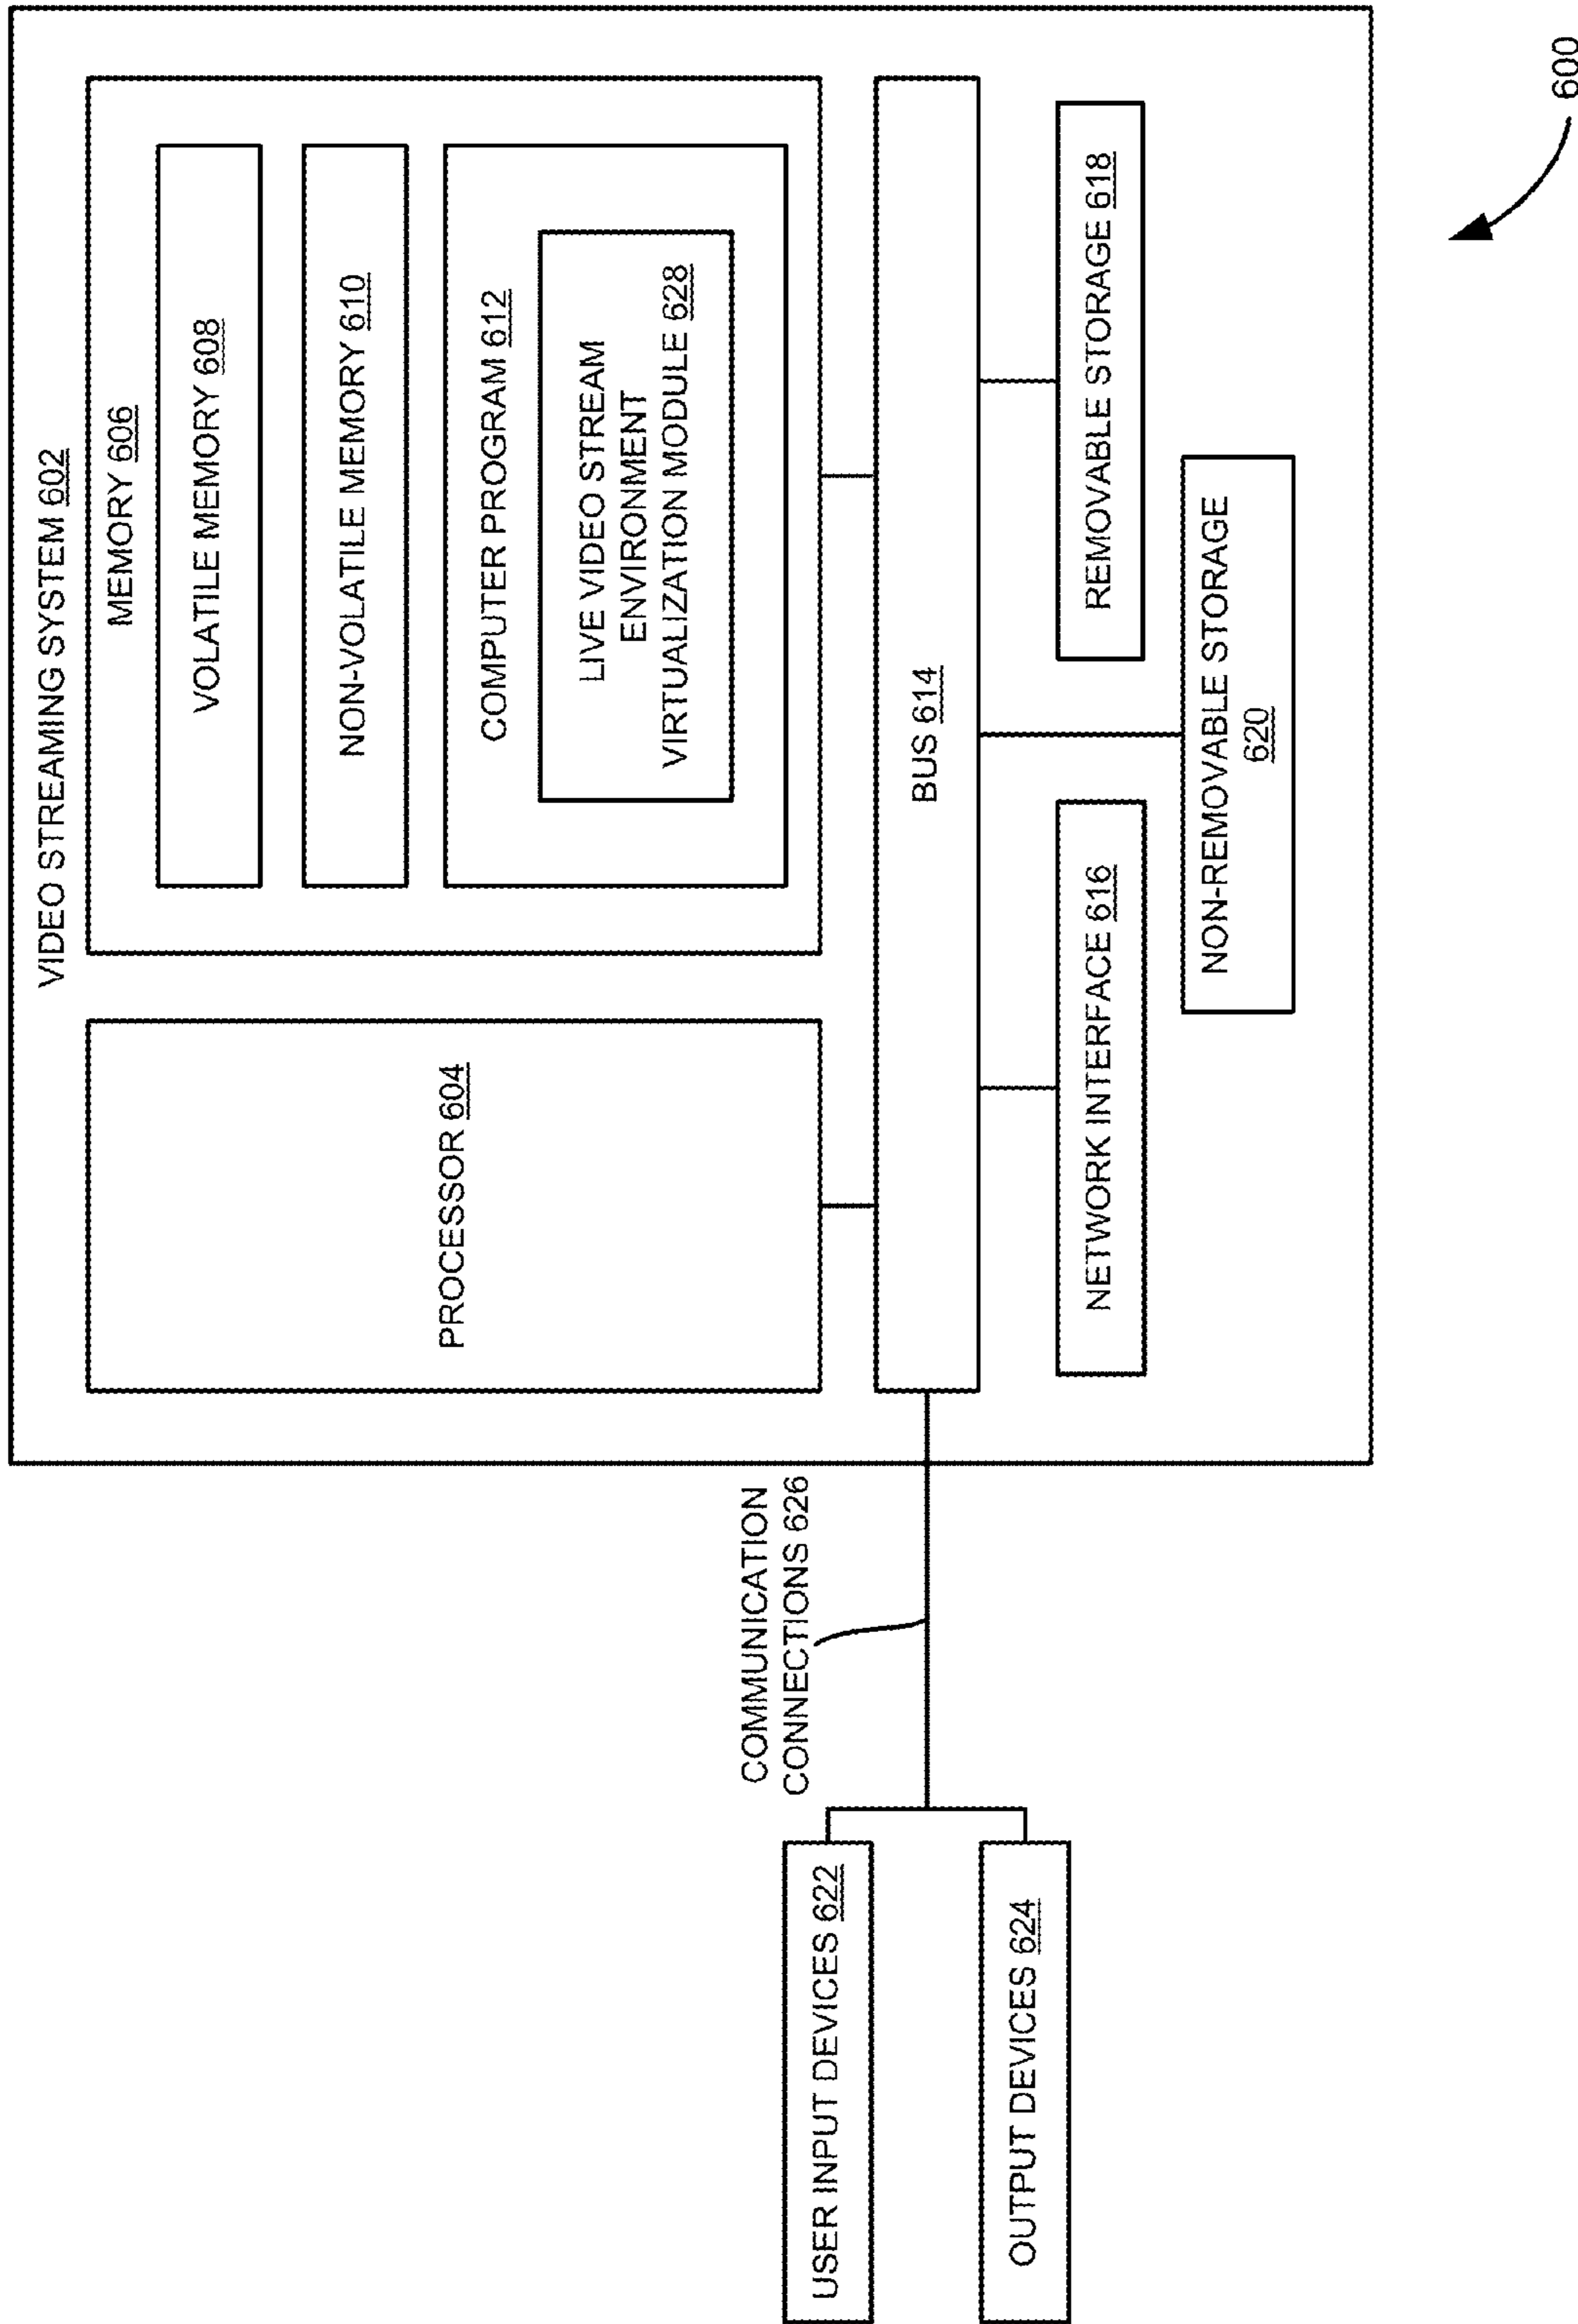 VIDEO STREAMING SYSTEM 602
PROCESSOR 604
MEMORY 606
VOLATILE MEMORY 608
NON-VOLATILE MEMORY 610
COMPUTER PROGRAM 612
LIVE VIDEO STREAM
ENVIRONMENT
VIRTUALIZATION MODULE 628
COMMUNICATION
CONNECTIONS 626
USER INPUT DEVICES 622
OUTPUT DEVICES 624
BUS 614
NETWORK INTERFACE 616
REMOVABLE STORAGE 618
NON-REMOVABLE STORAGE
620
600